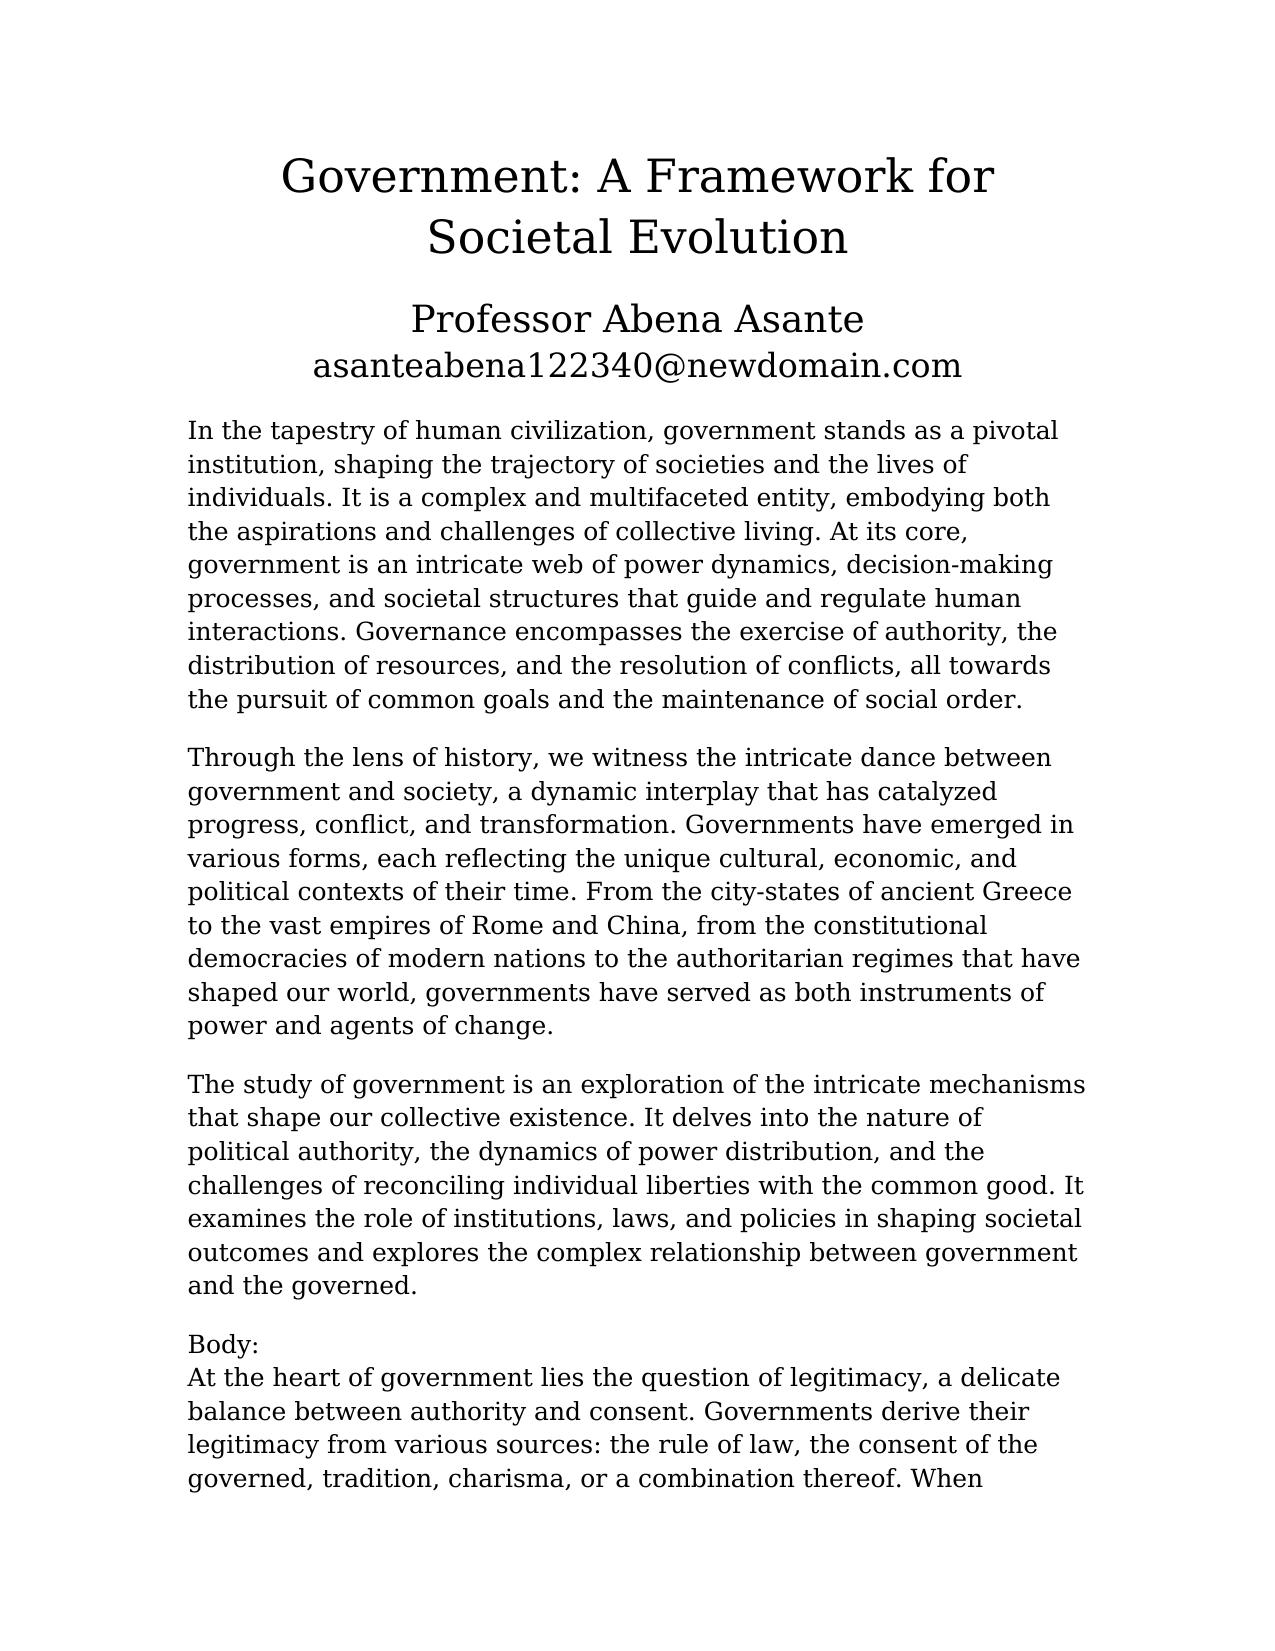 Government: A Framework for
Societal Evolution
Professor Abena Asante
asanteabena122340@newdomain.com
In the tapestry of human civilization, government stands as a pivotal
institution, shaping the trajectory of societies and the lives of
individuals. It is a complex and multifaceted entity, embodying both
the aspirations and challenges of collective living. At its core,
government is an intricate web of power dynamics, decision-making
processes, and societal structures that guide and regulate human
interactions. Governance encompasses the exercise of authority, the
distribution of resources, and the resolution of conflicts, all towards
the pursuit of common goals and the maintenance of social order.
Through the lens of history, we witness the intricate dance between
government and society, a dynamic interplay that has catalyzed
progress, conflict, and transformation. Governments have emerged in
various forms, each reflecting the unique cultural, economic, and
political contexts of their time. From the city-states of ancient Greece
to the vast empires of Rome and China, from the constitutional
democracies of modern nations to the authoritarian regimes that have
shaped our world, governments have served as both instruments of
power and agents of change.
The study of government is an exploration of the intricate mechanisms
that shape our collective existence. It delves into the nature of
political authority, the dynamics of power distribution, and the
challenges of reconciling individual liberties with the common good. It
examines the role of institutions, laws, and policies in shaping societal
outcomes and explores the complex relationship between government
and the governed.
Body:
At the heart of government lies the question of legitimacy, a delicate
balance between authority and consent. Governments derive their
legitimacy from various sources: the rule of law, the consent of the
governed, tradition, charisma, or a combination thereof. When